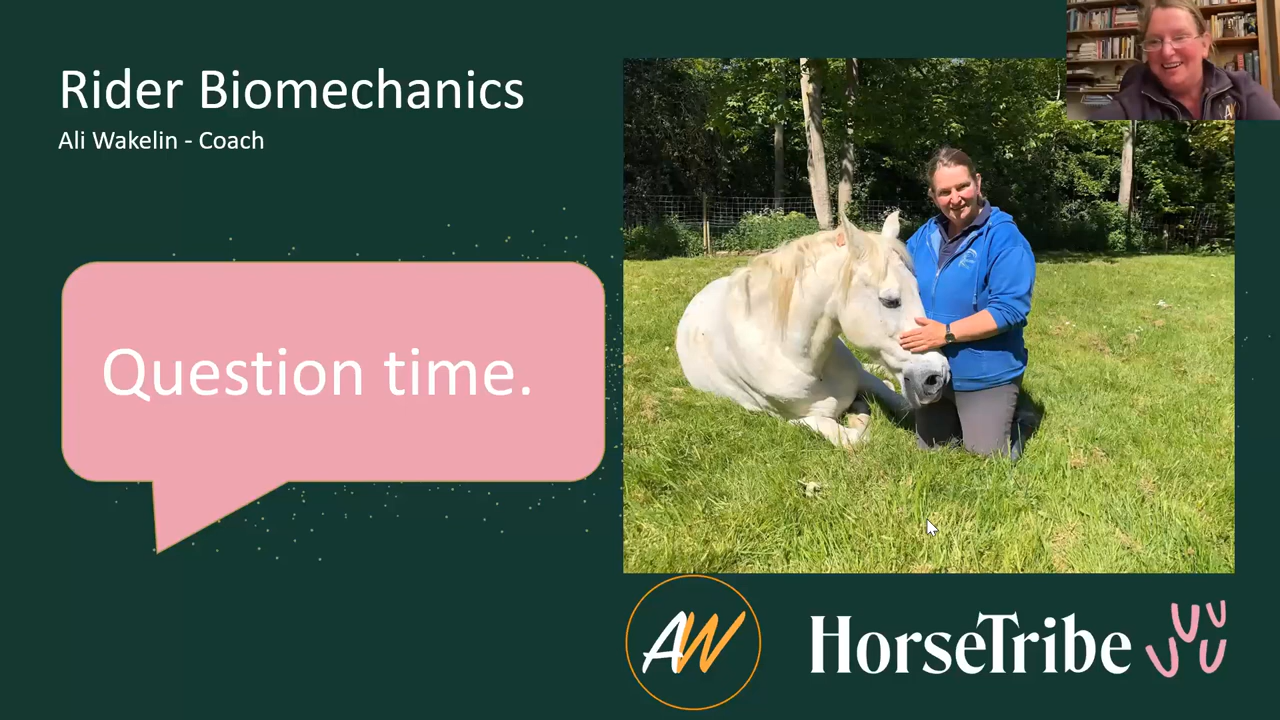 Rider Biomechanics
Ali Wakelin - Coach
Question time.
AW
HorseTribe